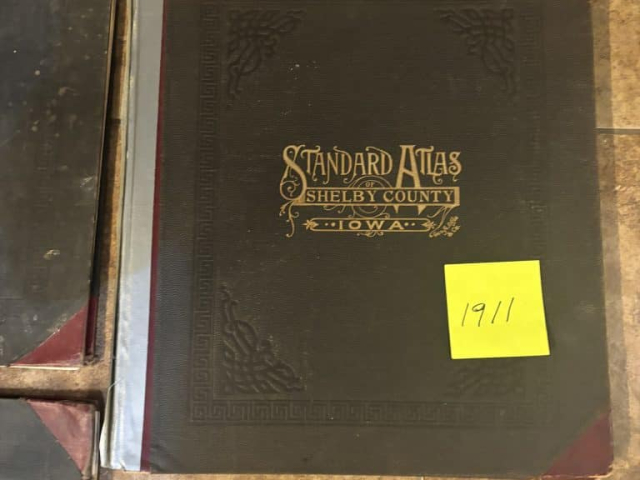 STANDARD ATLAS
OF
SHELBY COUNTY
IOWA
1911